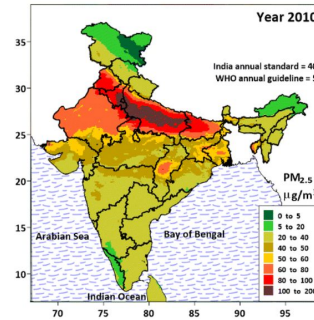 Year 2010
India annual standard = 40
WHO annual guideline = 5
35
30
25
20
15
10
PM2.5
μg/m
Arabian Sea
Bay of Bengal
Indian Ocean
0 to 5
5 to 20
20 to 40
40 to 50
50 to 60
60 to 80
80 to 100
100 to 200
70
75
80
85
90
95